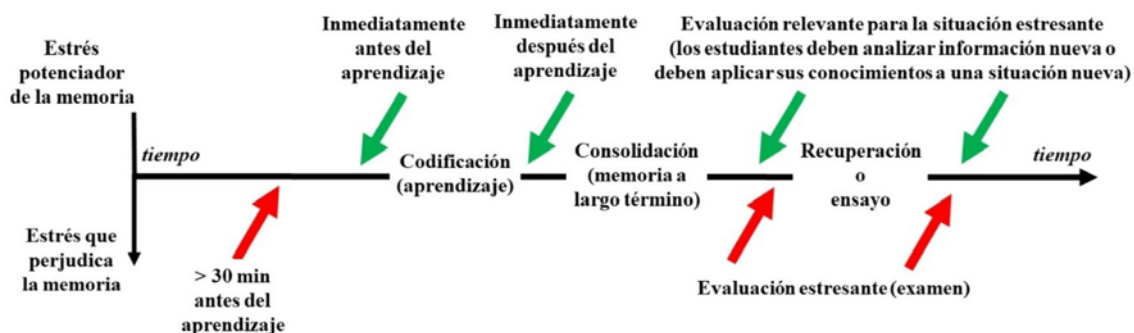 Estrés
potenciador
de la memoria
Inmediatamente
antes del
aprendizaje
Inmediatamente
después del
aprendizaje
Evaluación relevante para la situación estresante
(los estudiantes deben analizar información nueva o
deben aplicar sus conocimientos a una situación nueva)
tiempo
Codificación
(aprendizaje)
Consolidación
(memoria a
largo término)
Recuperación
o
ensayo
tiempo
Estrés que
perjudica
la memoria
> 30 min
antes del
aprendizaje
Evaluación estresante (examen)